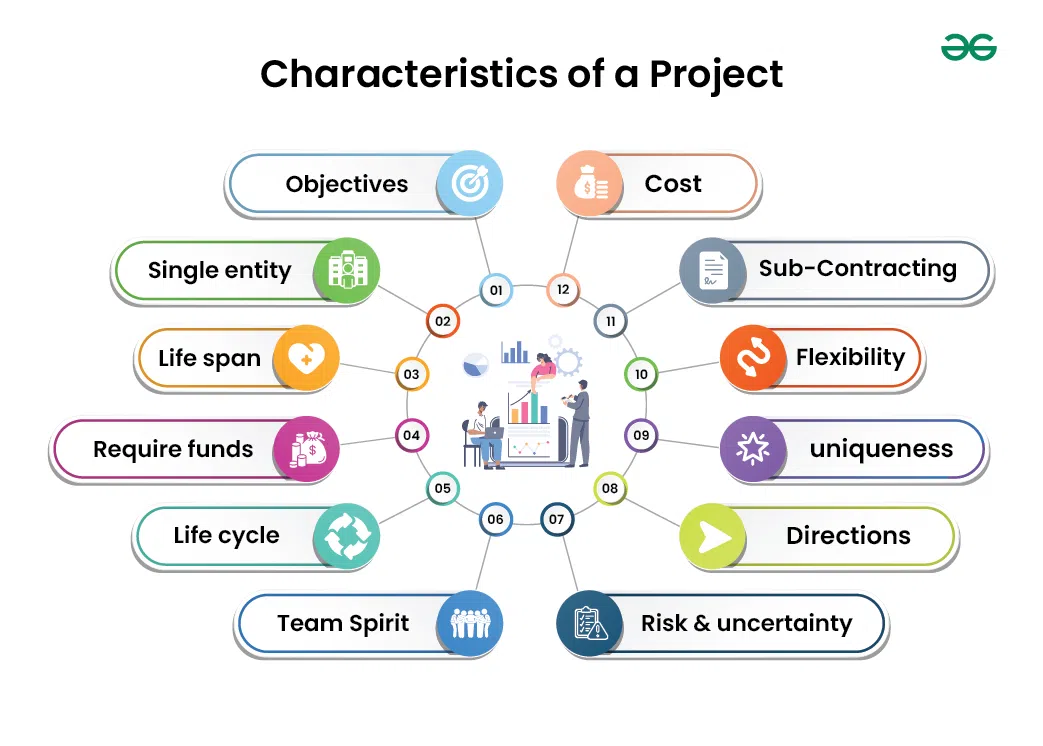 Characteristics of a Project
Objectives
01
Single entity
02
Life span
03
Require funds
04
Life cycle
05
Team Spirit
06
Risk & uncertainty
07
Directions
08
uniqueness
09
Flexibility
10
Sub-Contracting
11
Cost
12